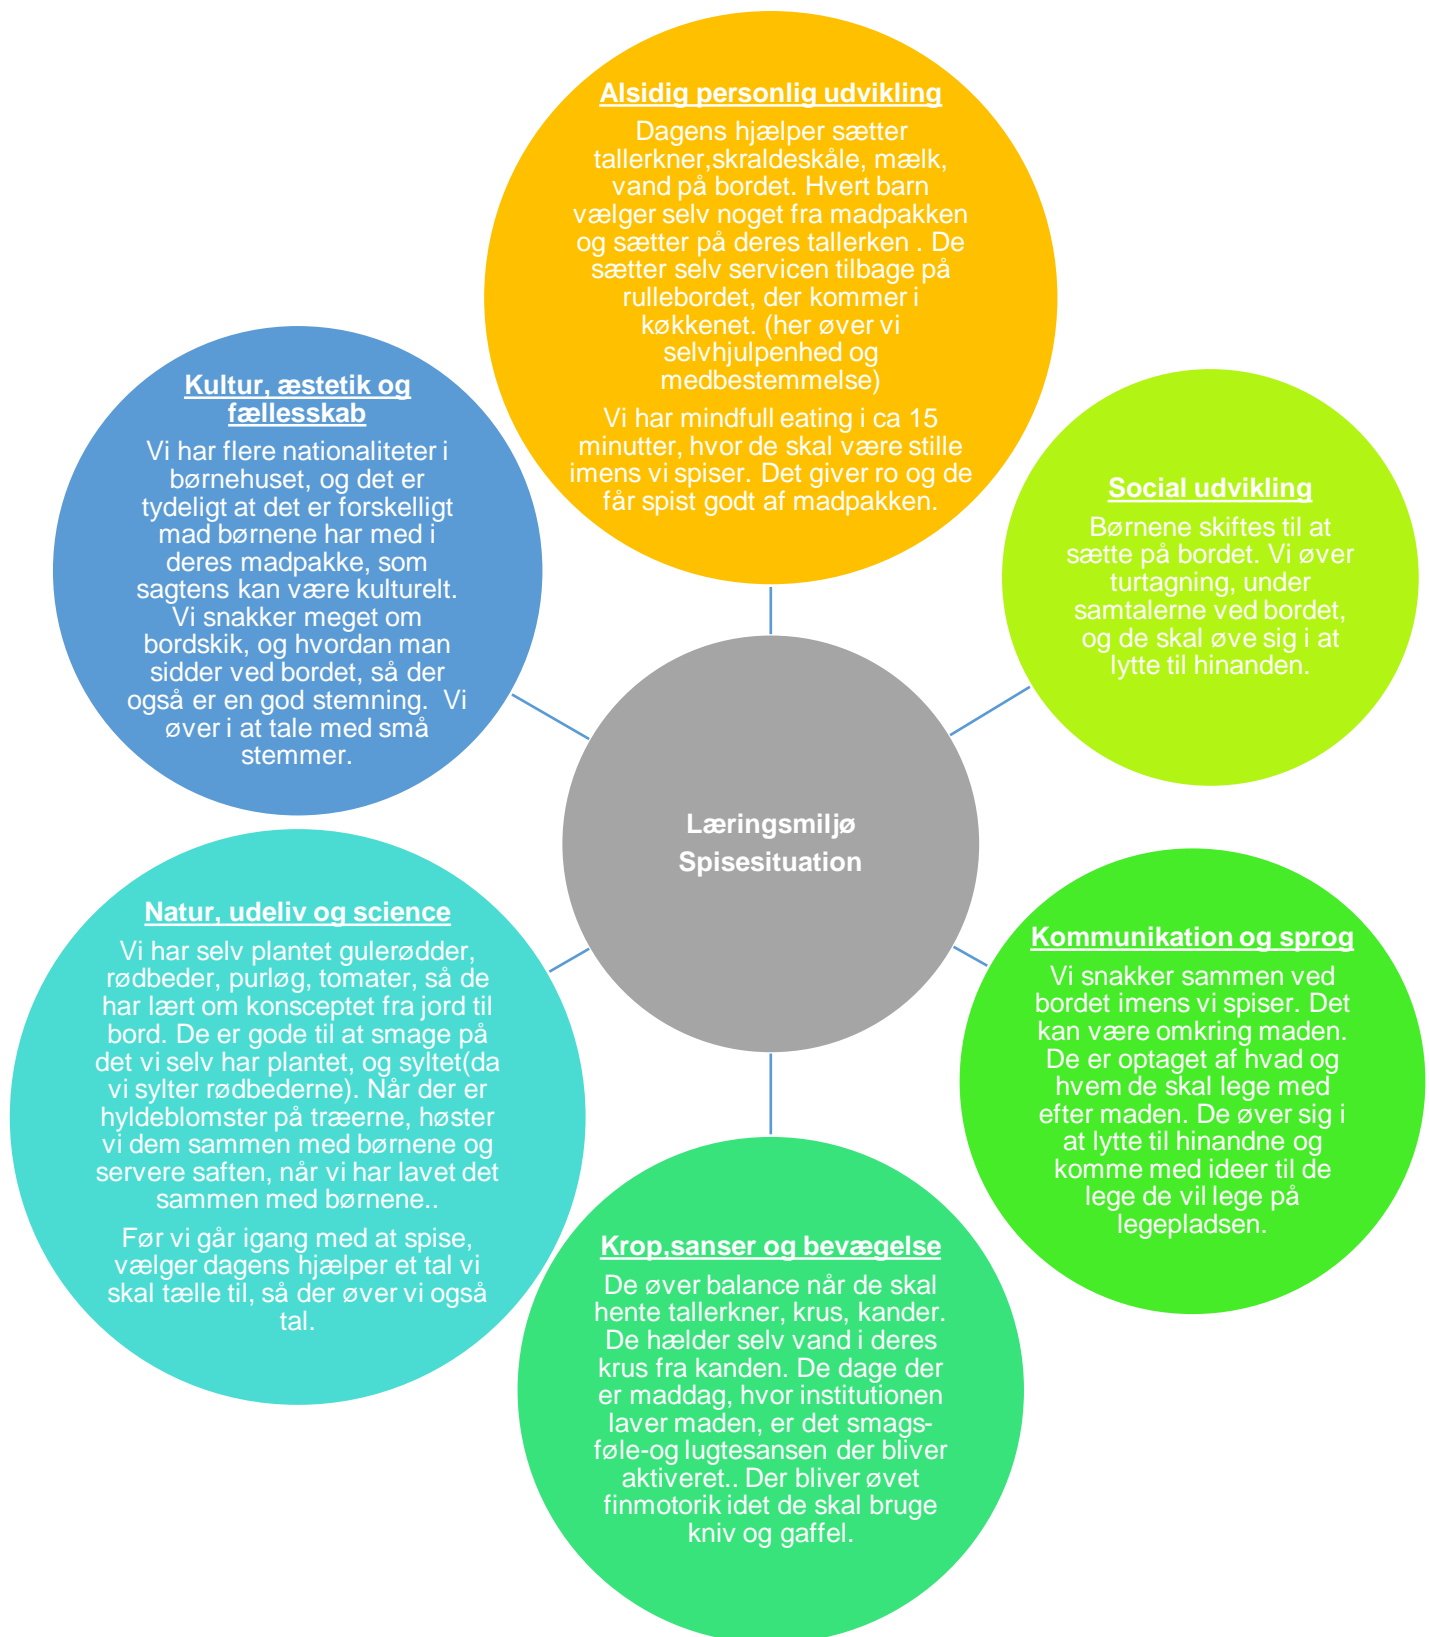 Alsidig personlig udvikling
Dagens hjælper sætter
tallerkner,skraldeskåle, mælk,
vand på bordet. Hvert barn
vælger selv noget fra madpakken
og sætter på deres tallerken . De
sætter selv servicen tilbage på
rullebordet, der kommer i
køkkenet. (her øver vi
selvhjulpenhed og
medbestemmelse)
Vi har mindfull eating i ca 15
minutter, hvor de skal være stille
imens vi spiser. Det giver ro og de
får spist godt af madpakken.
Social udvikling
Børnene skiftes til at
sætte på bordet. Vi øver
turtagning, under
samtalerne ved bordet,
og de skal øve sig i at
lytte til hinanden.
Kommunikation og sprog
Vi snakker sammen ved
bordet imens vi spiser. Det
kan være omkring maden.
De er optaget af hvad og
hvem de skal lege med
efter maden. De øver sig i
at lytte til hinandne og
komme med ideer til de
lege de vil lege på
legepladsen.
Krop,sanser og bevægelse
De øver balance når de skal
hente tallerkner, krus, kander.
De hælder selv vand i deres
krus fra kanden. De dage der
er maddag, hvor institutionen
laver maden, er det smags-
føle-og lugtesansen der bliver
aktiveret.. Der bliver øvet
finmotorik idet de skal bruge
kniv og gaffel.
Natur, udeliv og science
Vi har selv plantet gulerødder,
rødbeder, purløg, tomater, så de
har lært om konsceptet fra jord til
bord. De er gode til at smage på
det vi selv har plantet, og syltet(da
vi sylter rødbederne). Når der er
hyldeblomster på træerne, høster
vi dem sammen med børnene og
servere saften, når vi har lavet det
sammen med børnene..
Før vi går igang med at spise,
vælger dagens hjælper et tal vi
skal tælle til, så der øver vi også
tal.
Kultur, æstetik og
fællesskab
Vi har flere nationaliteter i
børnehuset, og det er
tydeligt at det er forskelligt
mad børnene har med i
deres madpakke, som
sagtens kan være kulturelt.
Vi snakker meget om
bordskik, og hvordan man
sidder ved bordet, så der
også er en god stemning.  Vi
øver i at tale med små
stemmer.
Læringsmiljø
Spisesituation